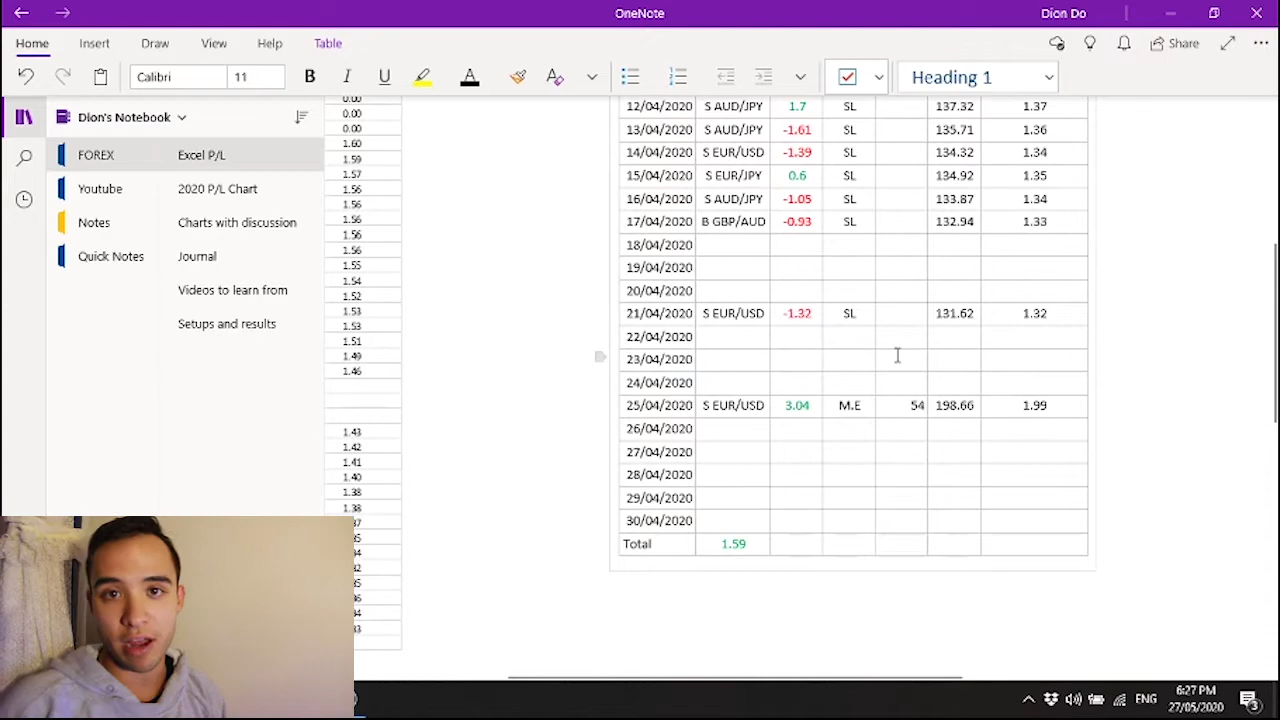 OneNote
Dion Do
Home Insert Draw View Help Table
Share
Calibri 11 B I U A Heading 1
Dion's Notebook
FOREX
Youtube
Notes
Quick Notes
Excel P/L
2020 P/L Chart
Charts with discussion
Journal
Videos to learn from
Setups and results
0.00
0.00
0.00
1.60
1.59
1.57
1.56
1.56
1.56
1.56
1.56
1.55
1.54
1.52
1.53
1.53
1.51
1.49
1.46
1.43
1.42
1.41
1.40
1.38
1.38
12/04/2020 S AUD/JPY 1.7 SL 137.32 1.37
13/04/2020 S AUD/JPY -1.61 SL 135.71 1.36
14/04/2020 S EUR/USD -1.39 SL 134.32 1.34
15/04/2020 S EUR/JPY 0.6 SL 134.92 1.35
16/04/2020 S AUD/JPY -1.05 SL 133.87 1.34
17/04/2020 B GBP/AUD -0.93 SL 132.94 1.33
18/04/2020
19/04/2020
20/04/2020
21/04/2020 S EUR/USD -1.32 SL 131.62 1.32
22/04/2020
23/04/2020
24/04/2020
25/04/2020 S EUR/USD 3.04 M.E 54 198.66 1.99
26/04/2020
27/04/2020
28/04/2020
29/04/2020
30/04/2020
Total 1.59
ENG
6:27 PM
27/05/2020
3